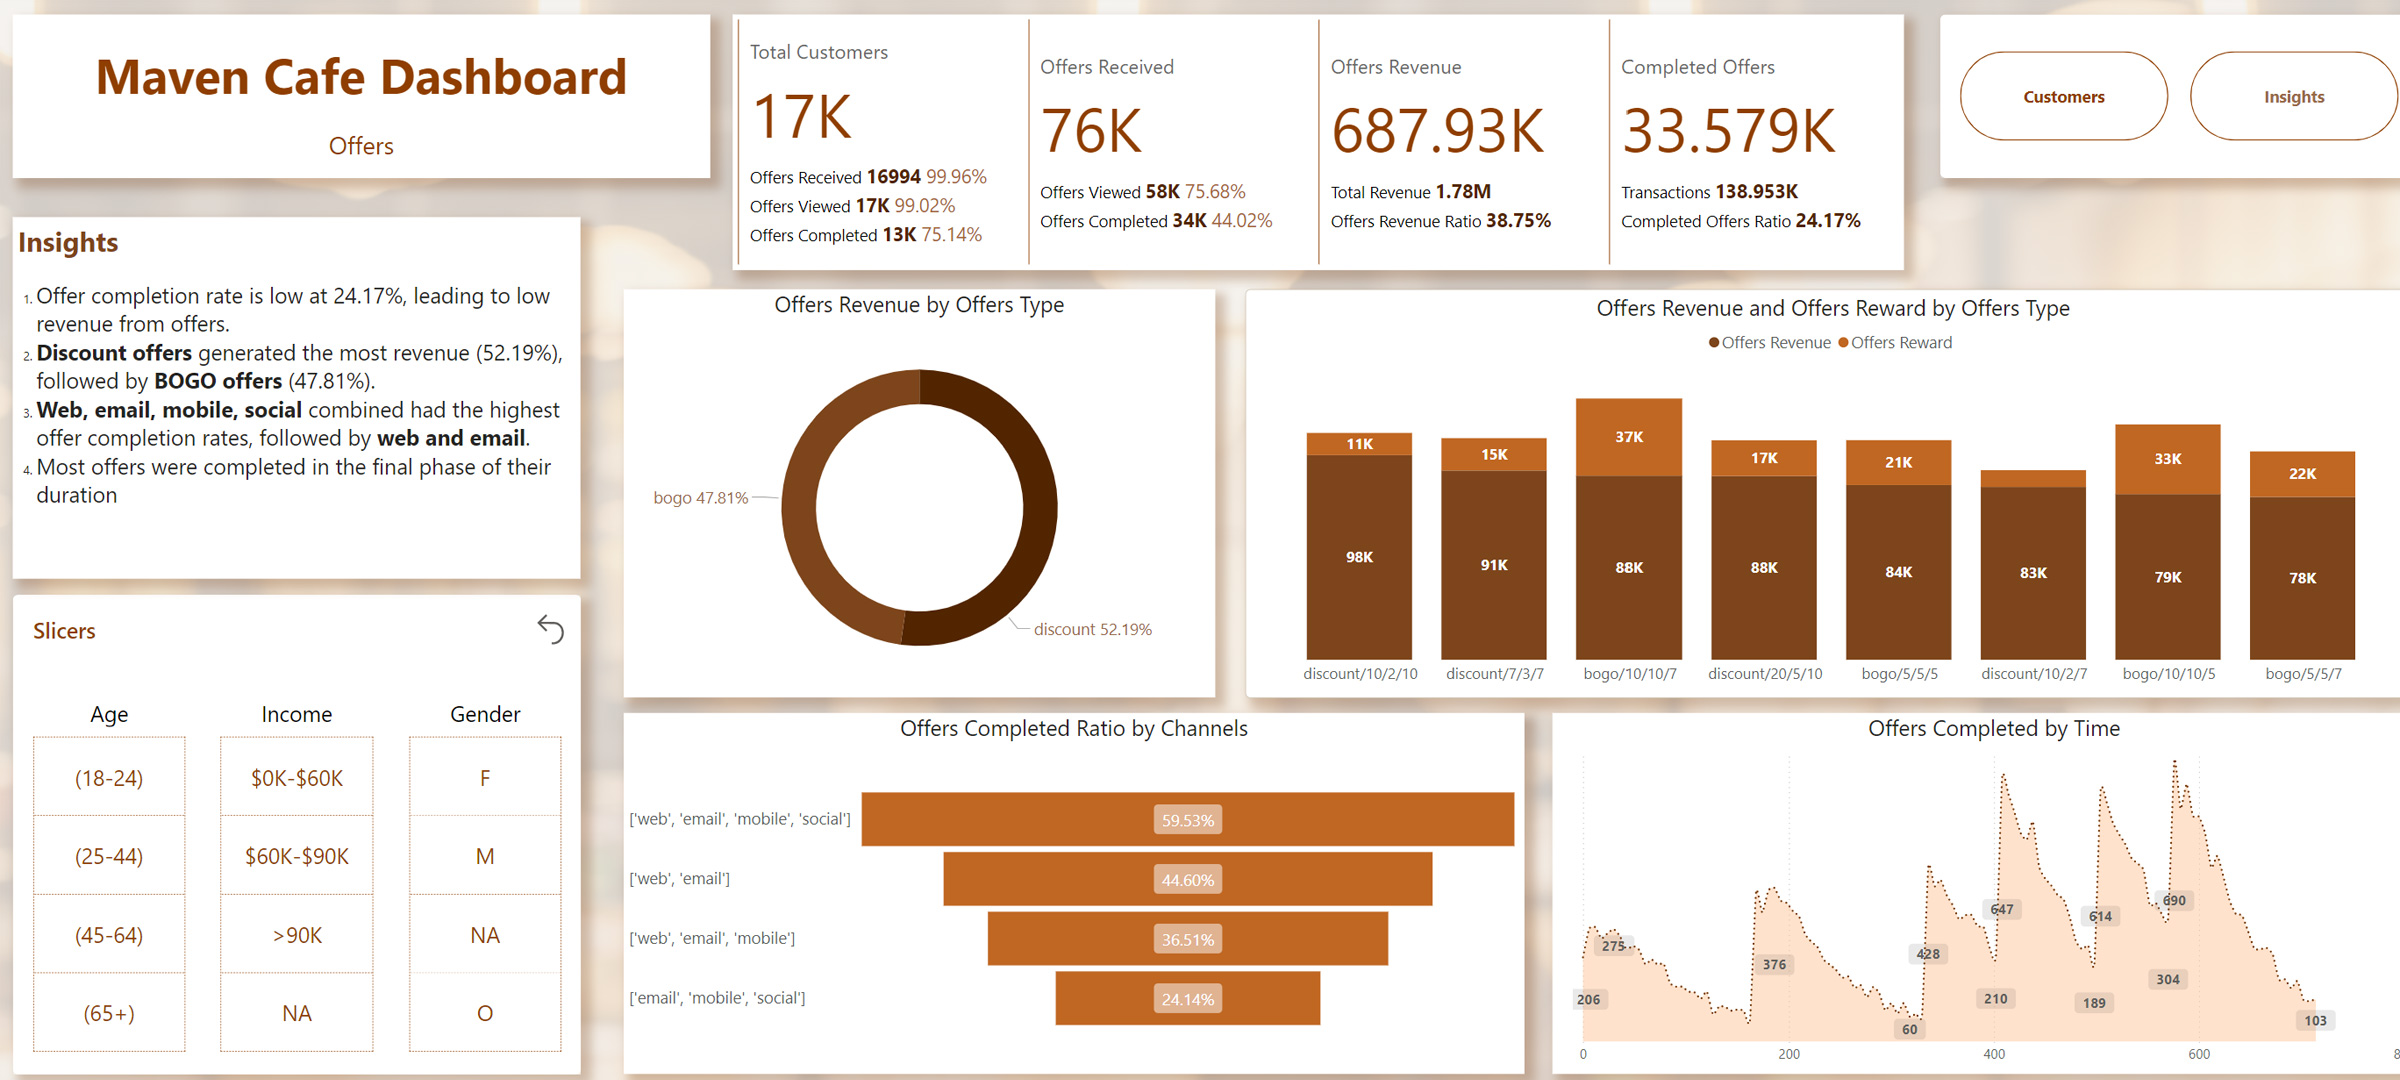 Maven Cafe Dashboard
Offers
Total Customers
17K
Offers Received 16994 99.96%
Offers Viewed 17K 99.02%
Offers Completed 13K 75.14%
Offers Received
76K
Offers Viewed 58K 75.68%
Offers Completed 34K 44.02%
Offers Revenue
687.93K
Total Revenue 1.78M
Offers Revenue Ratio 38.75%
Completed Offers
33.579K
Transactions 138.953K
Completed Offers Ratio 24.17%
Customers
Insights
Insights
1. Offer completion rate is low at 24.17%, leading to low
revenue from offers.
2. Discount offers generated the most revenue (52.19%),
followed by BOGO offers (47.81%).
3. Web, email, mobile, social combined had the highest
offer completion rates, followed by web and email.
4. Most offers were completed in the final phase of their
duration
Slicers
Age
(18-24)
(25-44)
(45-64)
(65+)
Income
$0K-$60K
$60K-$90K
>90K
NA
Gender
F
M
NA
O
Offers Revenue by Offers Type
bogo 47.81%
discount 52.19%
Offers Revenue and Offers Reward by Offers Type
Offers Revenue Offers Reward
11K 15K 37K 17K 21K 33K 22K
98K 91K 88K 88K 84K 83K 79K 78K
discount/10/2/10 discount/7/3/7 bogo/10/10/7 discount/20/5/10 bogo/5/5/5 discount/10/2/7 bogo/10/10/5 bogo/5/5/7
Offers Completed Ratio by Channels
['web', 'email', 'mobile', 'social'] 59.53%
['web', 'email'] 44.60%
['web', 'email', 'mobile'] 36.51%
['email', 'mobile', 'social'] 24.14%
Offers Completed by Time
206 275 376 60 428 210 647 189 614 304 690 103
0 200 400 600